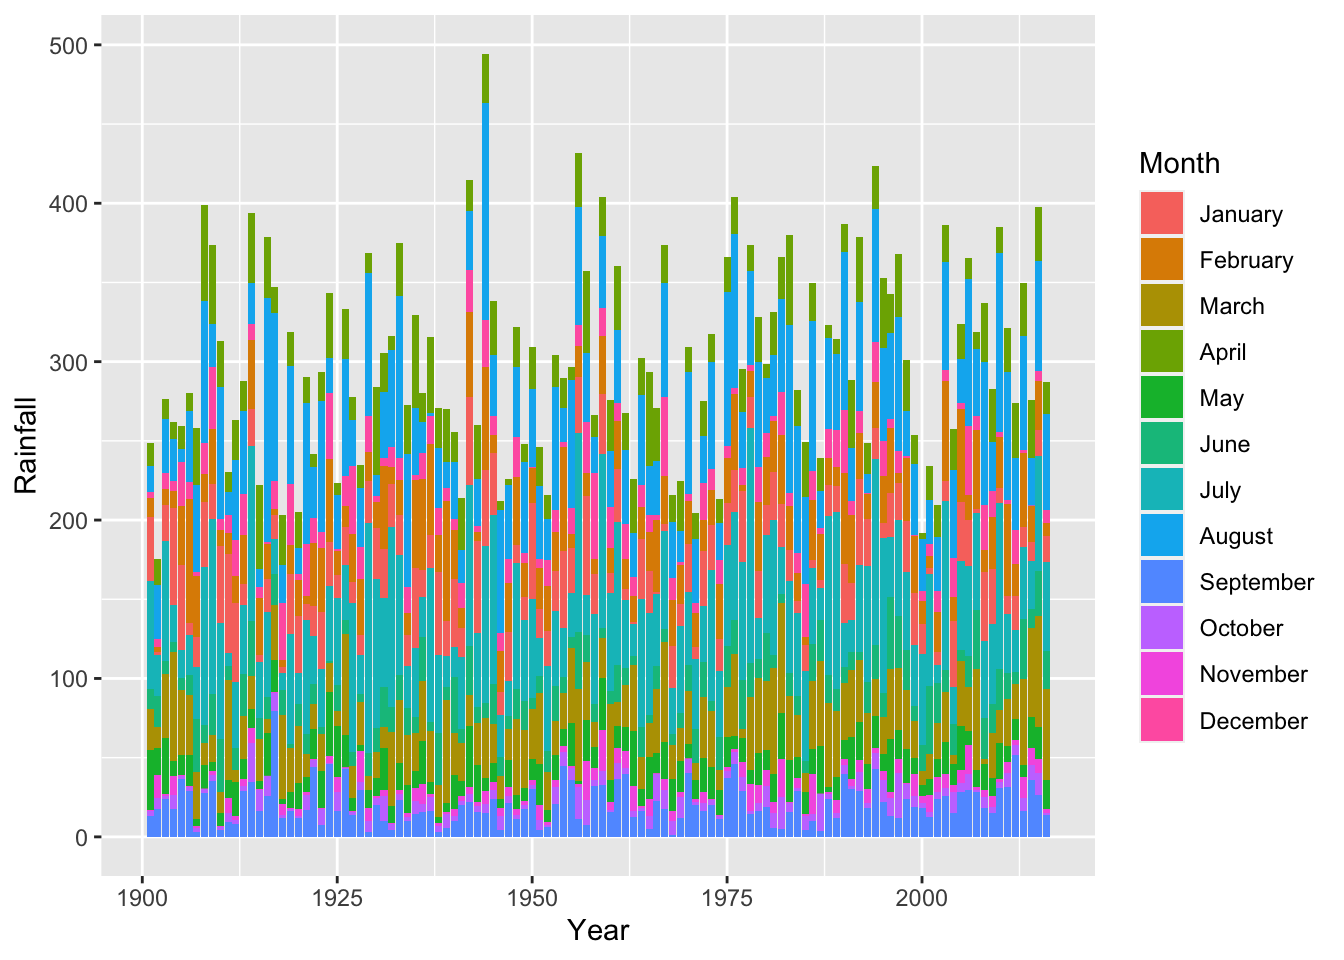 500
400
300
200
100
0
Rainfall
1900 1925 1950 1975 2000
Year
Month
January
February
March
April
May
June
July
August
September
October
November
December